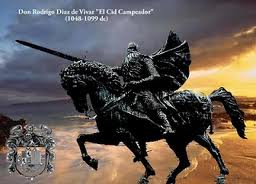 Don Rodrigo Díaz de Vivar "El Cid Campeador"
(1048-1099 dc)